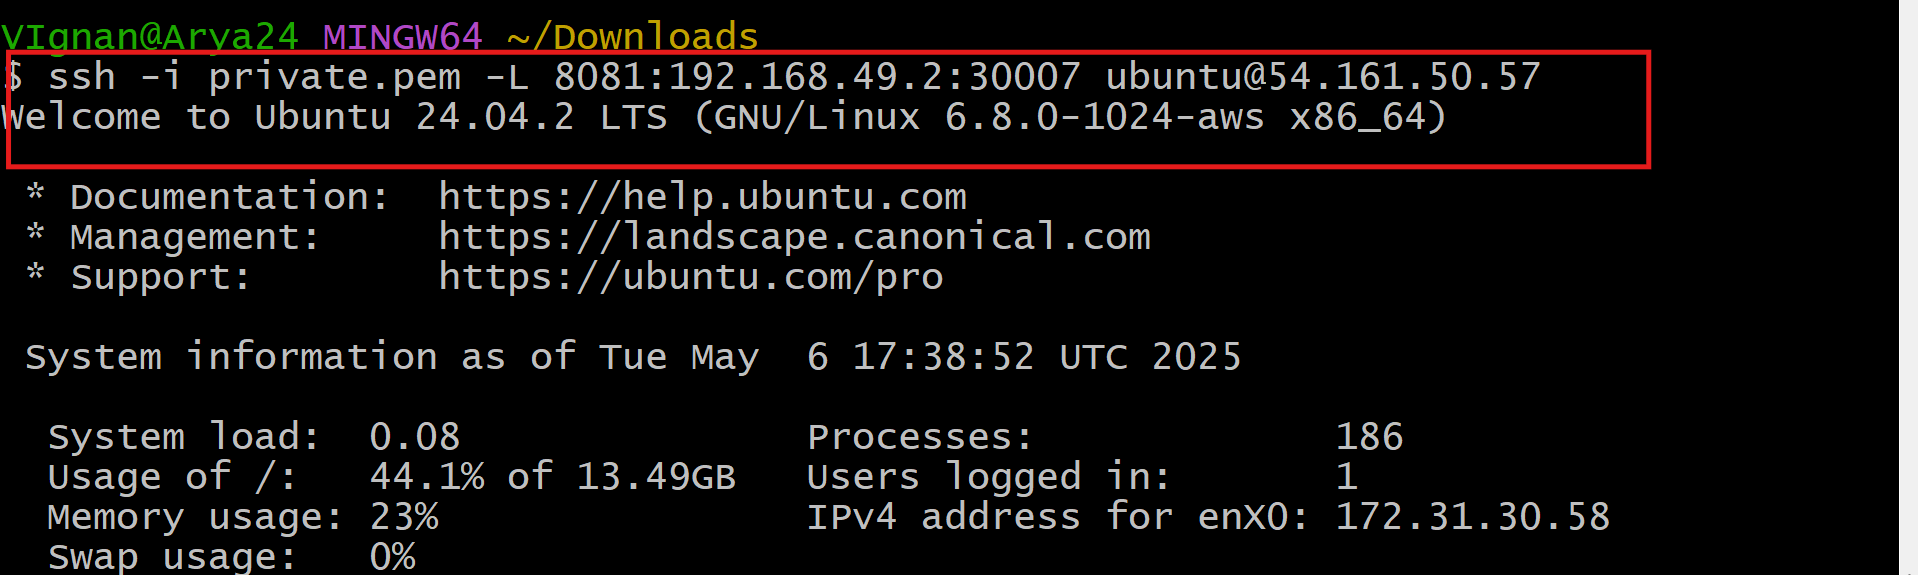 VIgnan@Arya24 MINGW64 ~/Downloads
$ ssh -i private.pem -L 8081:192.168.49.2:30007 ubuntu@54.161.50.57
Welcome to Ubuntu 24.04.2 LTS (GNU/Linux 6.8.0-1024-aws x86_64)
* Documentation:  https://help.ubuntu.com
* Management:     https://landscape.canonical.com
* Support:        https://ubuntu.com/pro
System information as of Tue May  6 17:38:52 UTC 2025
System load:  0.08               Processes:             186
Usage of /:   44.1% of 13.49GB   Users logged in:       1
Memory usage: 23%                IPv4 address for enX0: 172.31.30.58
Swap usage:   0%